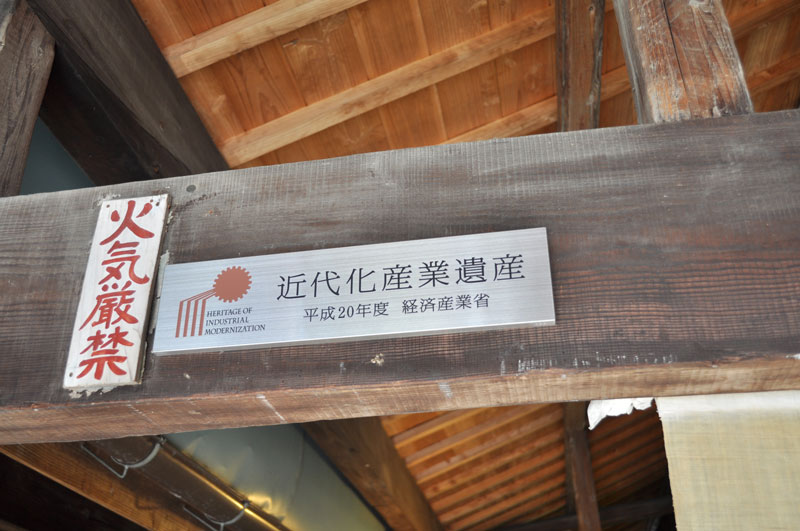 火気厳禁
HERITAGE OF
INDUSTRIAL
MODERNIZATION
近代化産業遺産
平成20年度 経済産業省